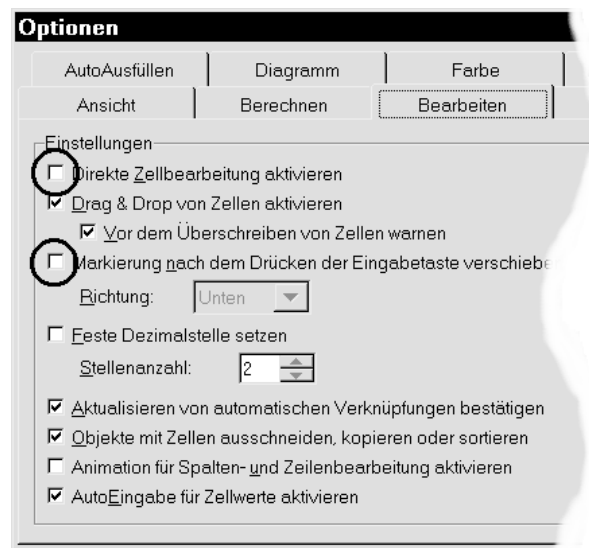 Optionen
AutoAusfüllen Diagramm Farbe
Ansicht Berechnen Bearbeiten
Einstellungen
Direkte Zellbearbeitung aktivieren
Drag & Drop von Zellen aktivieren
Vor dem Überschreiben von Zellen warnen
Markierung nach dem Drücken der Eingabetaste verschiebe
Richtung: Unten
Feste Dezimalstelle setzen
Stellenanzahl: 2
Aktualisieren von automatischen Verknüpfungen bestätigen
Objekte mit Zellen ausschneiden, kopieren oder sortieren
Animation für Spalten- und Zeilenbearbeitung aktivieren
AutoEingabe für Zellwerte aktivieren